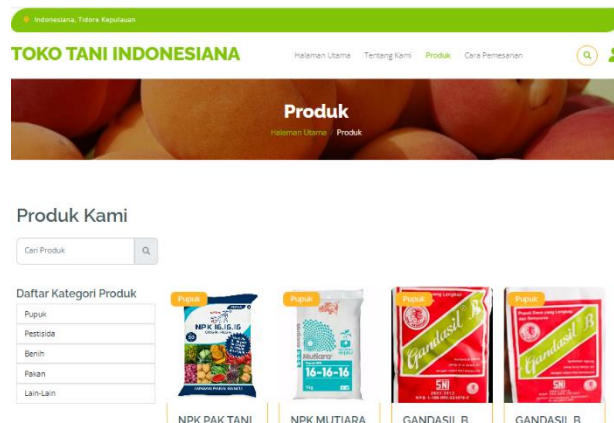 Indonesiana, Tidore Kepulauan
TOKO TANI INDONESIANA
Halaman Utama
Tentang Kami
Produk
Cara Pemesanan
Produk
Halaman Utama / Produk
Produk Kami
Cari Produk
Daftar Kategori Produk
Pupuk
Pestisida
Benih
Pakan
Lain-Lain
Pupuk
NPK 16.16.16
NPK PAK TANI
Pupuk
Mutiara
16-16-16
NPK MUTIARA
Pupuk
Gandasil B
SNI
GANDASIL B
Pupuk
Gandasil B
SNI
GANDASIL B